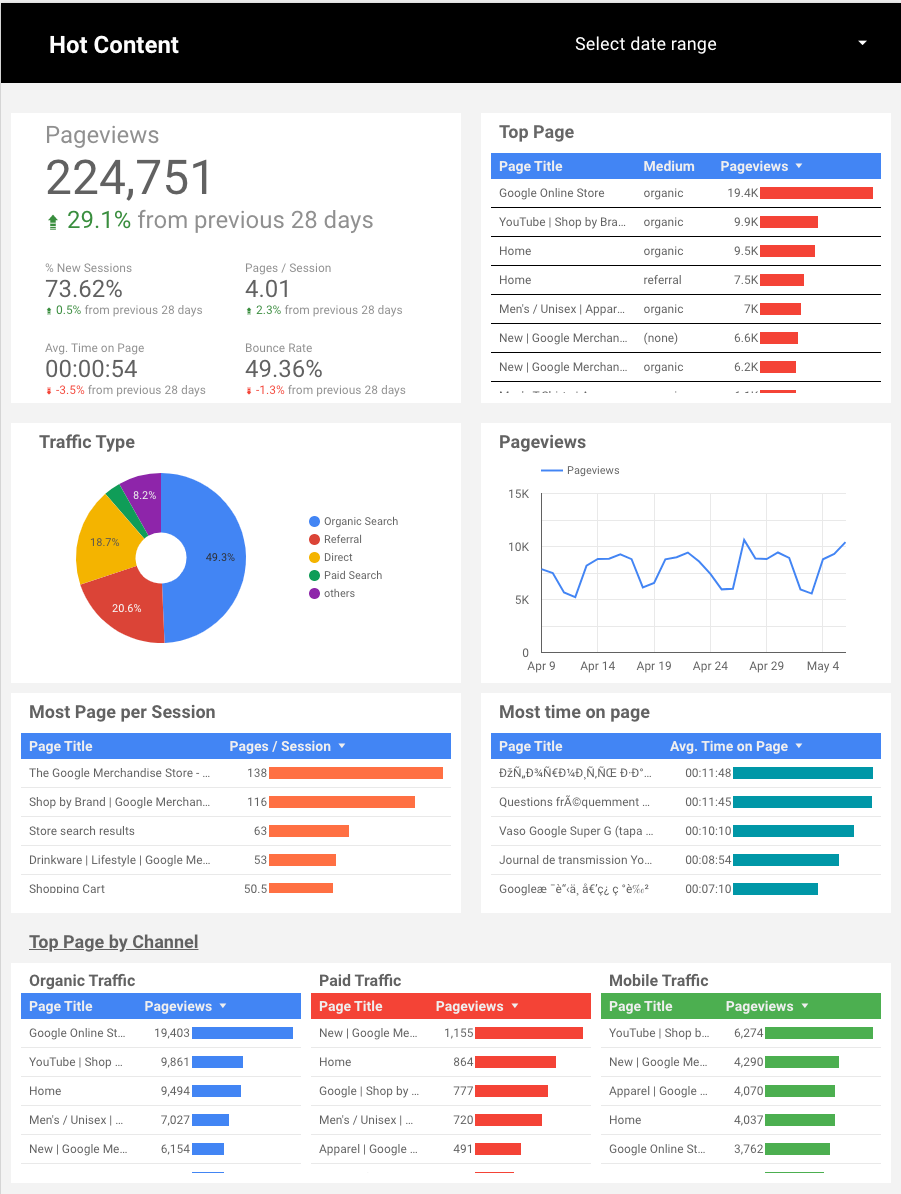 Hot Content
Select date range
Pageviews
224,751
29.1% from previous 28 days
% New Sessions
73.62%
0.5% from previous 28 days
Pages / Session
4.01
2.3% from previous 28 days
Avg. Time on Page
00:00:54
-3.5% from previous 28 days
Bounce Rate
49.36%
-1.3% from previous 28 days
Top Page
Page Title Medium Pageviews
Google Online Store organic 19.4K
YouTube | Shop by Bra... organic 9.9K
Home organic 9.5K
Home referral 7.5K
Men's / Unisex | Appar... organic 7K
New | Google Merchan... (none) 6.6K
New | Google Merchan... organic 6.2K
Traffic Type
8.2%
18.7%
49.3%
20.6%
Organic Search
Referral
Direct
Paid Search
others
Pageviews
Pageviews
15K
10K
5K
0
Apr 9 Apr 14 Apr 19 Apr 24 Apr 29 May 4
Most Page per Session
Page Title Pages / Session
The Google Merchandise Store - ... 138
Shop by Brand | Google Merchan... 116
Store search results 63
Drinkware | Lifestyle | Google Me... 53
Shopping Cart 50.5
Most time on page
Page Title Avg. Time on Page
00:11:48
Questions frÃ©quemment ... 00:11:45
Vaso Google Super G (tapa ... 00:10:10
Journal de transmission Yo... 00:08:54
00:07:10
Top Page by Channel
Organic Traffic
Page Title Pageviews
Google Online St... 19,403
YouTube | Shop ... 9,861
Home 9,494
Men's / Unisex | ... 7,027
New | Google Me... 6,154
Paid Traffic
Page Title Pageviews
New | Google Me... 1,155
Home 864
Google | Shop by ... 777
Men's / Unisex | ... 720
Apparel | Google ... 491
Mobile Traffic
Page Title Pageviews
YouTube | Shop b... 6,274
New | Google Me... 4,290
Apparel | Google ... 4,070
Home 4,037
Google Online St... 3,762